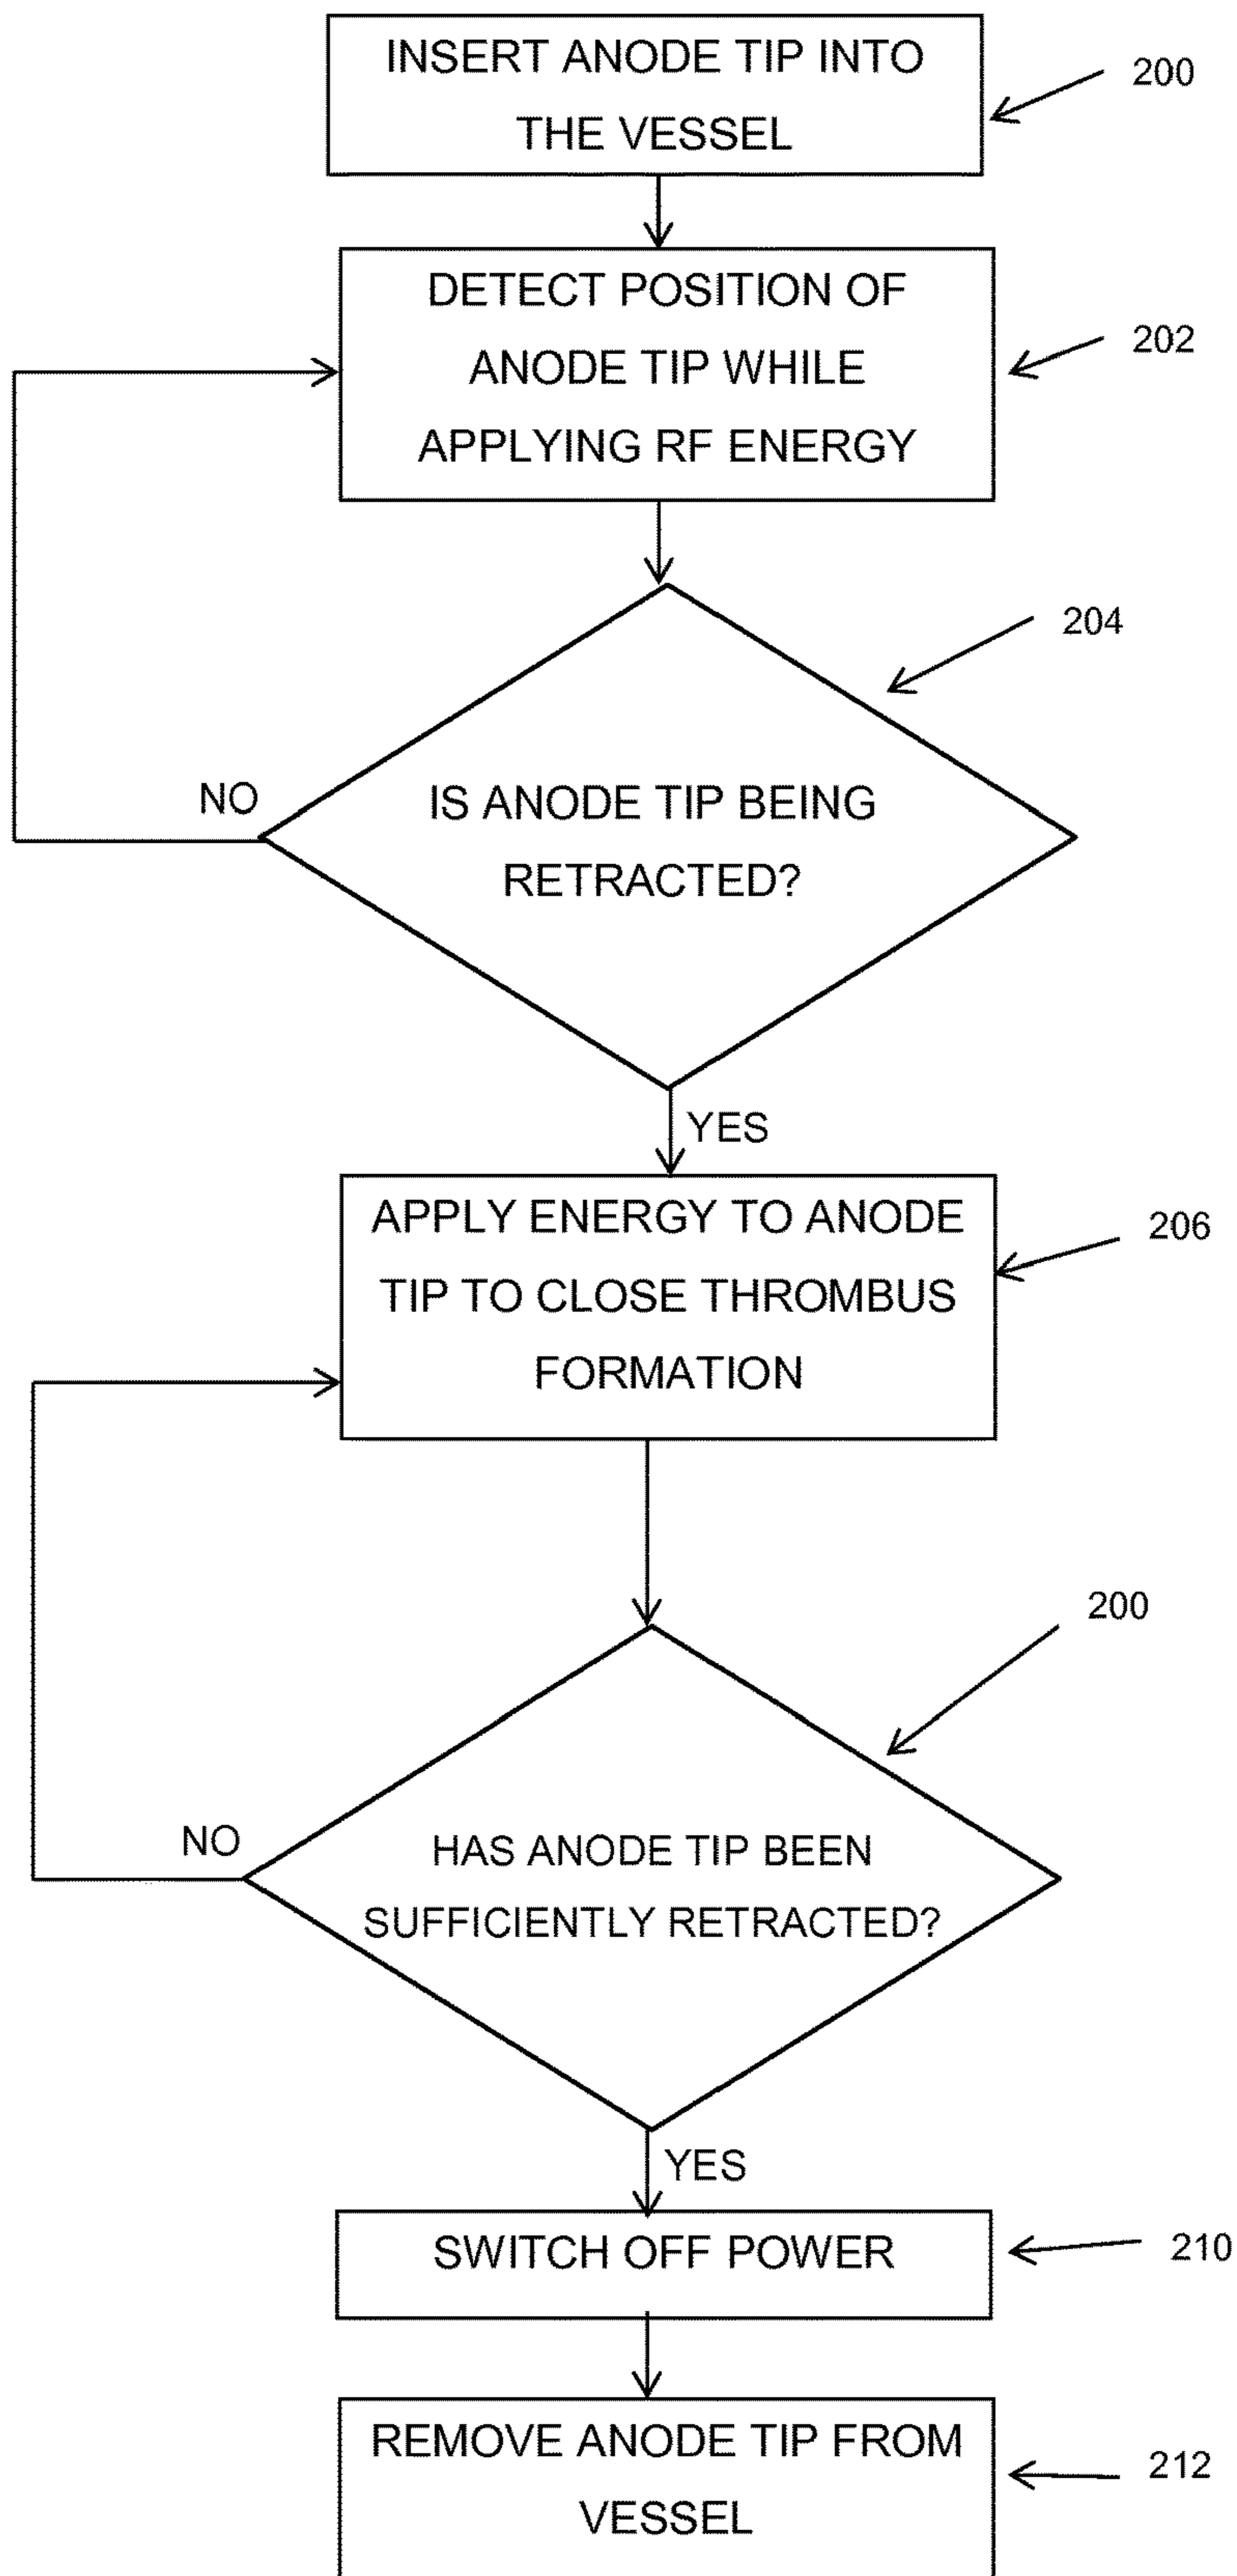 INSERT ANODE TIP INTO
THE VESSEL
200
DETECT POSITION OF
ANODE TIP WHILE
APPLYING RF ENERGY
202
204
NO
IS ANODE TIP BEING
RETRACTED?
YES
APPLY ENERGY TO ANODE
TIP TO CLOSE THROMBUS
FORMATION
206
200
NO
HAS ANODE TIP BEEN
SUFFICIENTLY RETRACTED?
YES
SWITCH OFF POWER
210
REMOVE ANODE TIP FROM
VESSEL
212